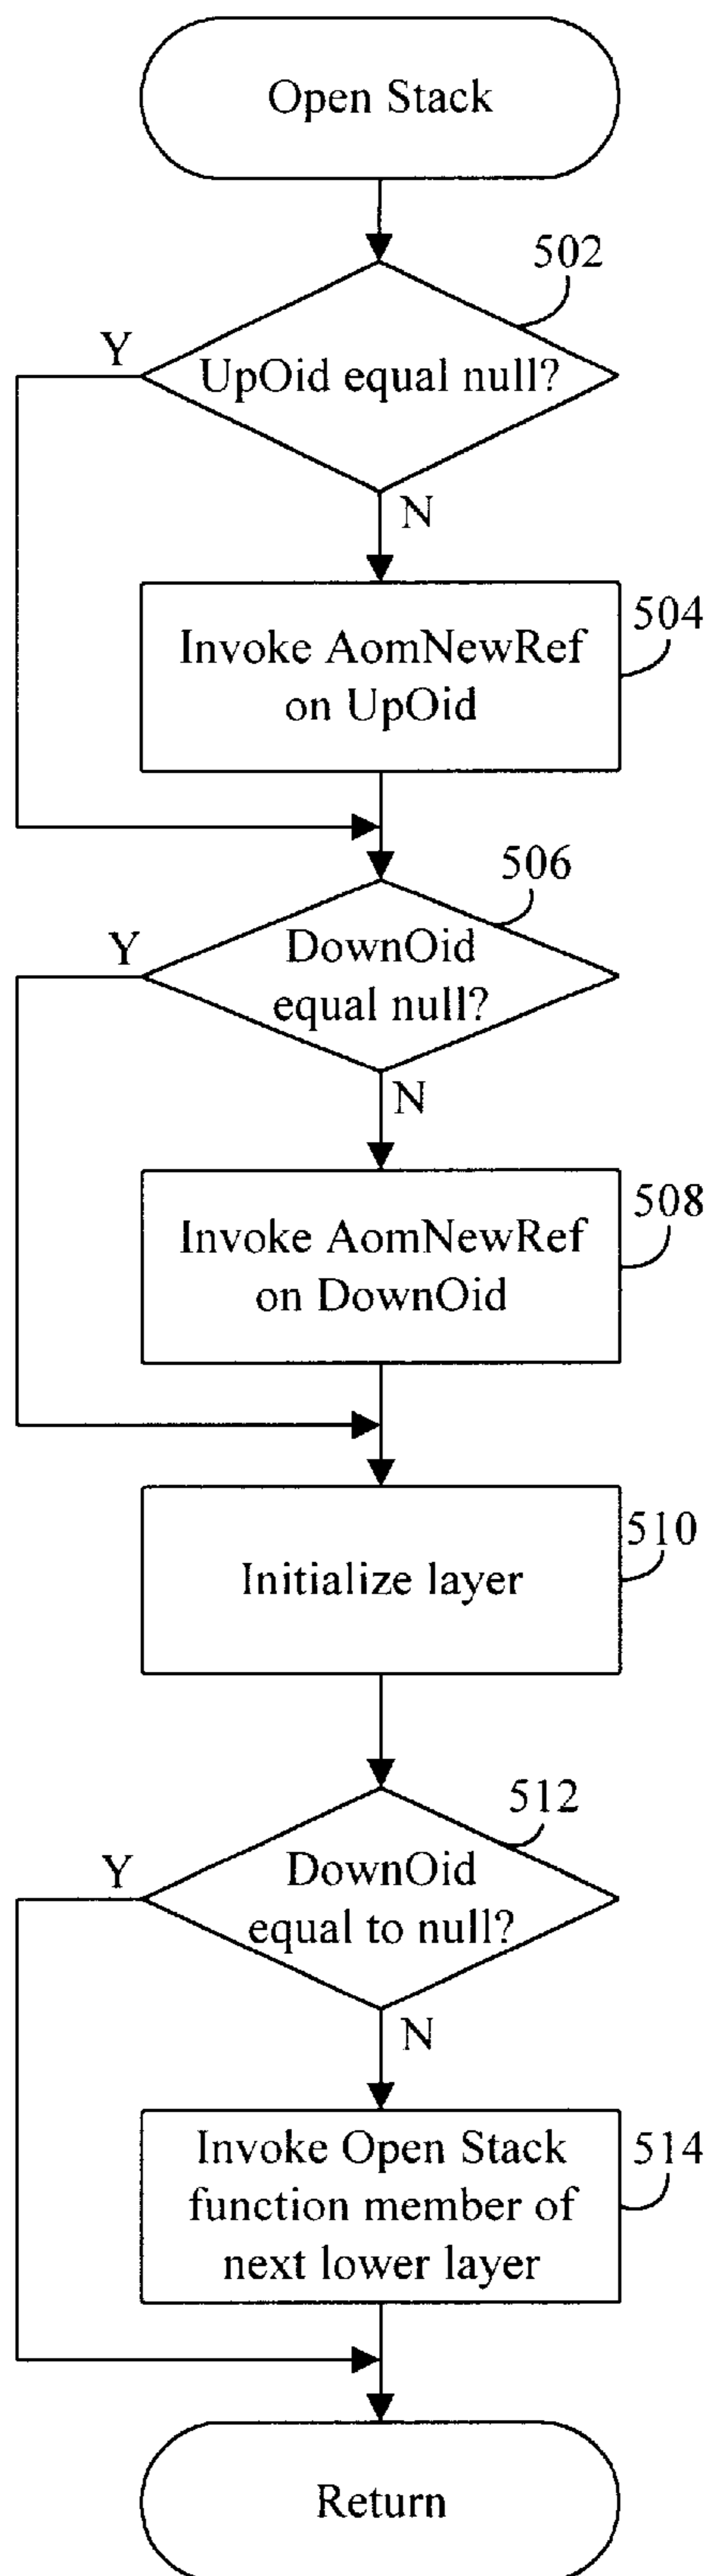 Open Stack
502
Y
UpOid equal null?
N
Invoke AomNewRef
on UpOid
504
506
Y
DownOid
equal null?
N
Invoke AomNewRef
on DownOid
508
Initialize layer
510
512
Y
DownOid
equal to null?
N
Invoke Open Stack
function member of
next lower layer
514
Return